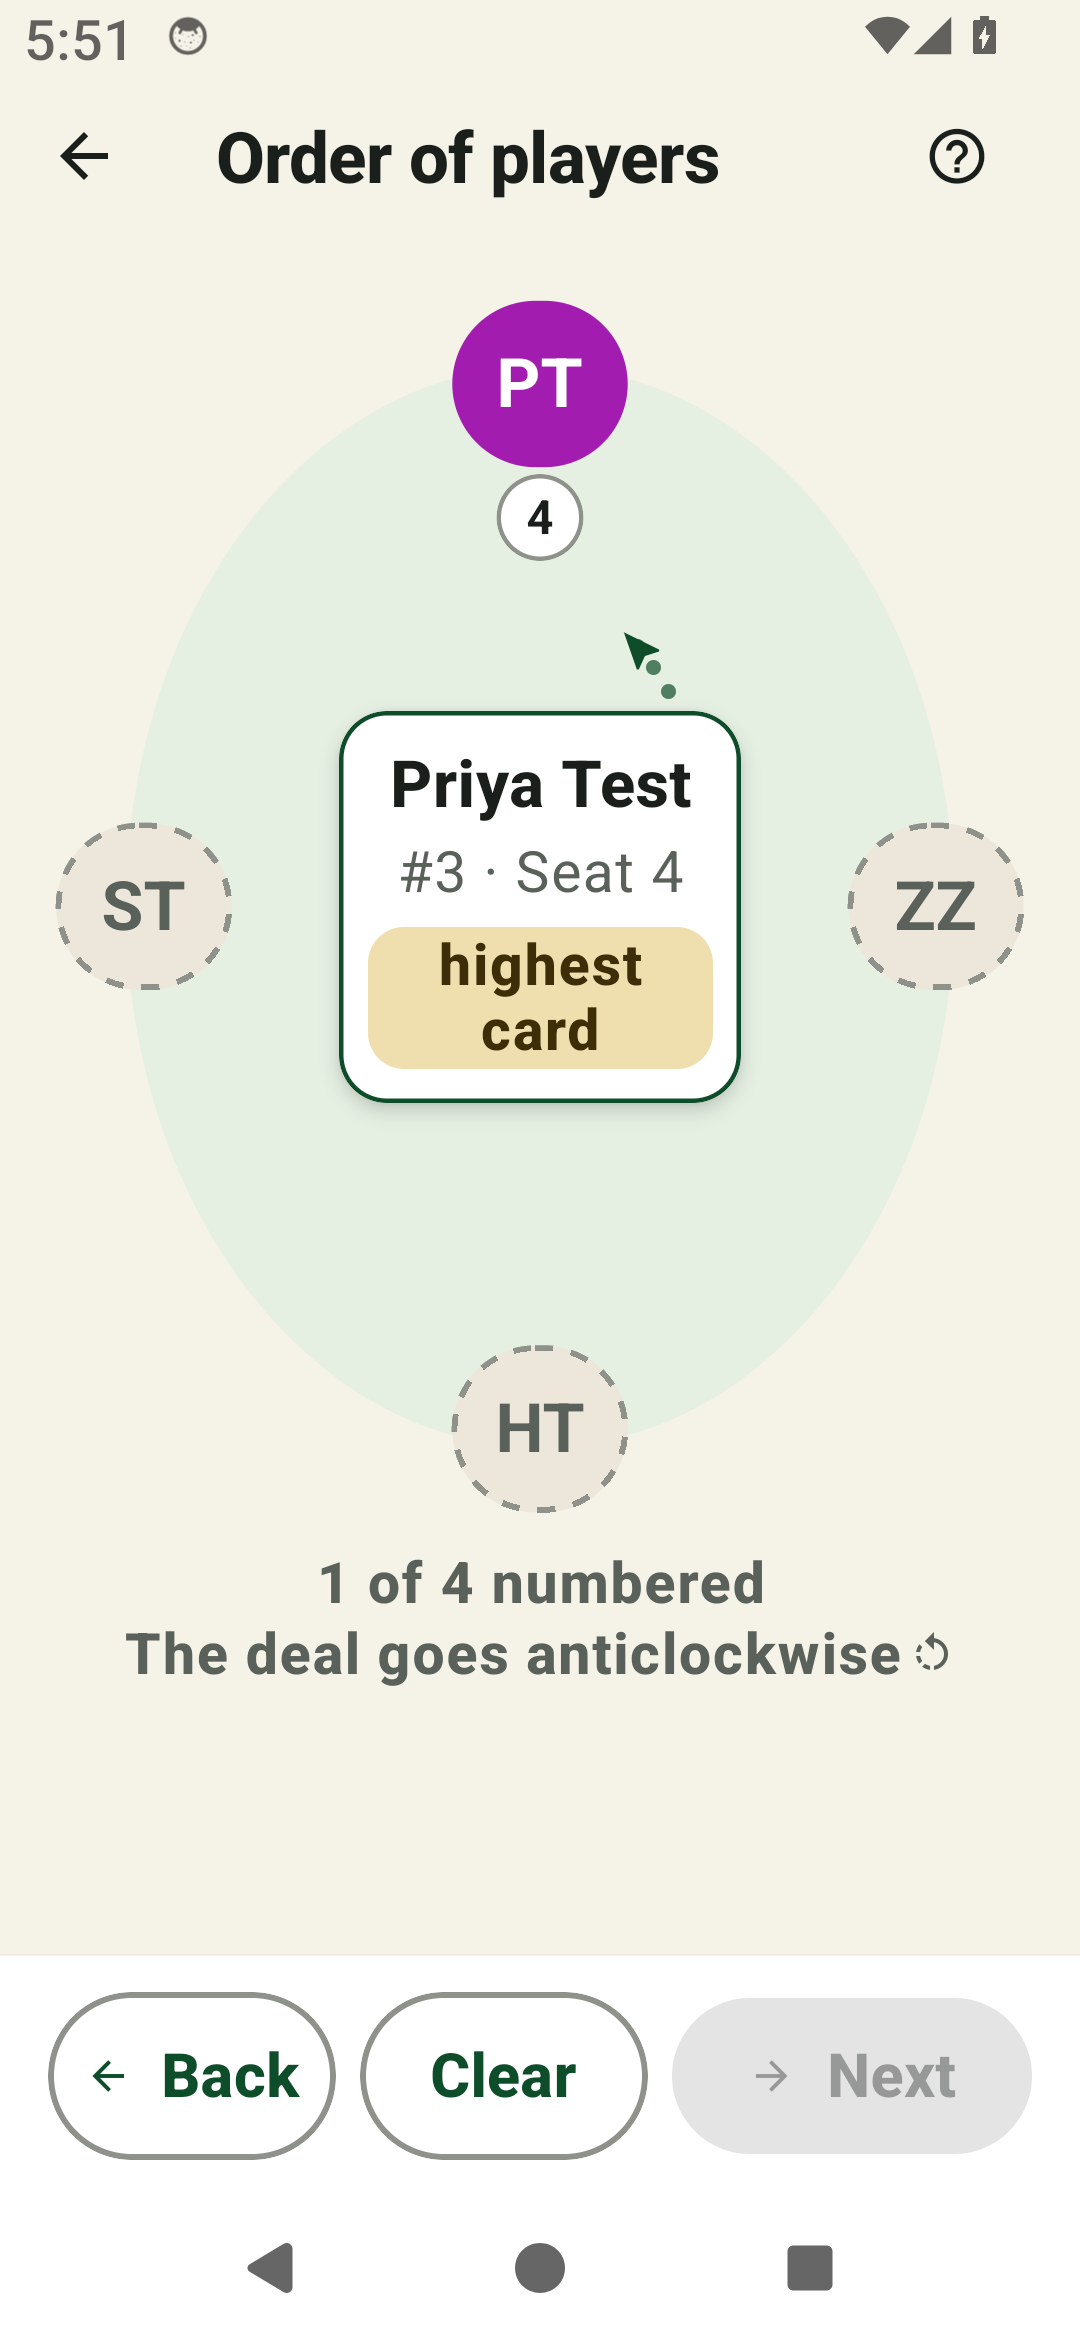 5:51
Order of players
PT
4
Priya Test
#3 · Seat 4
highest
card
ST
ZZ
HT
1 of 4 numbered
The deal goes anticlockwise
Back
Clear
Next